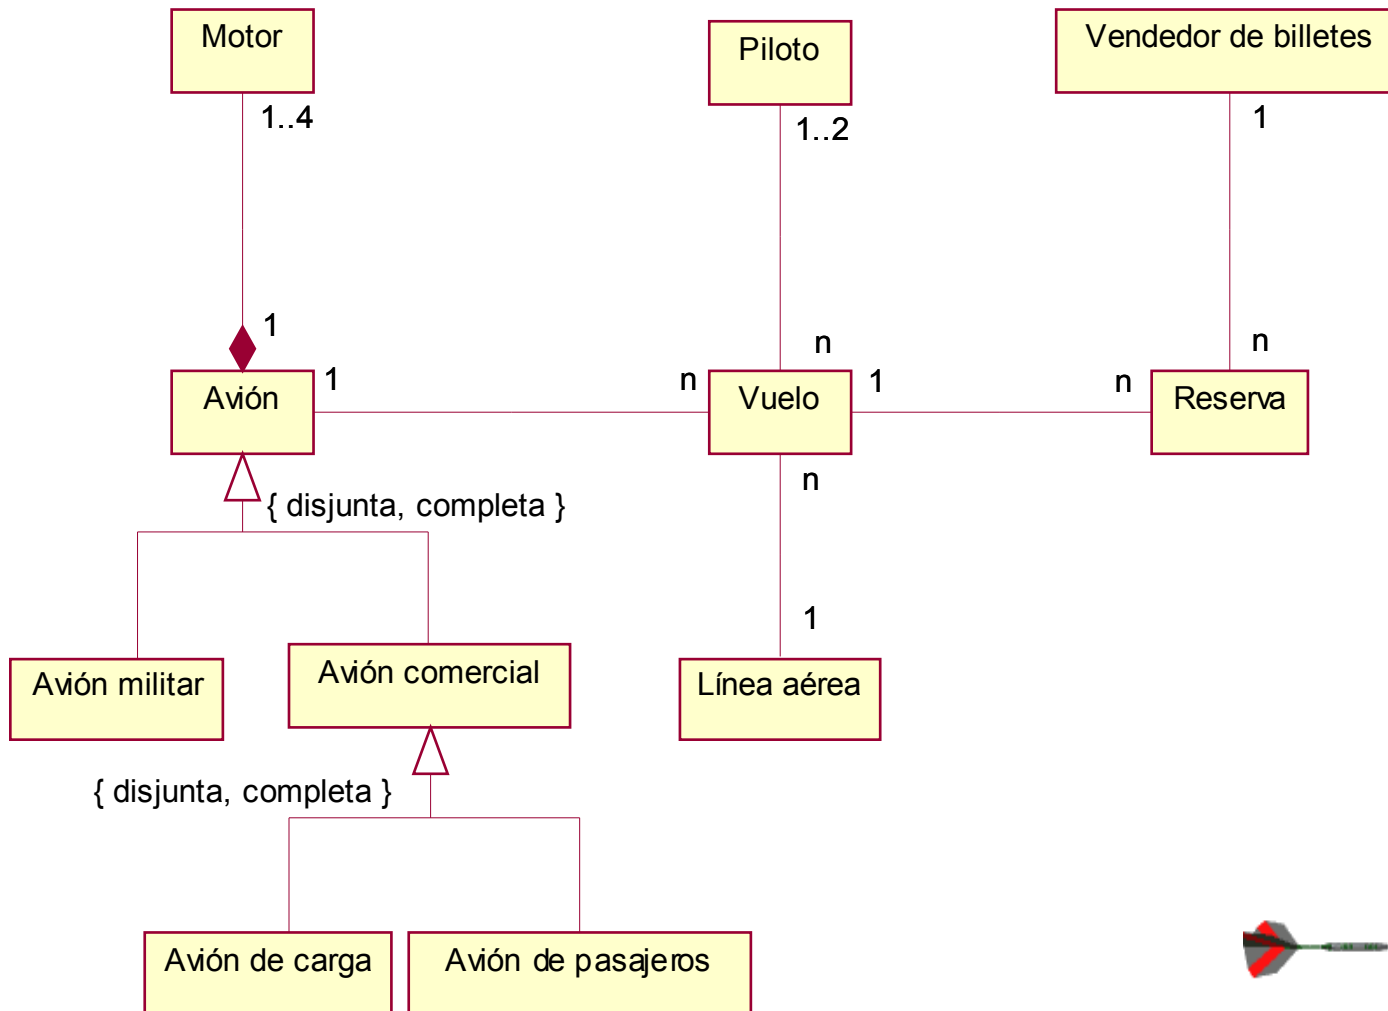 Motor
Piloto
Vendedor de billetes
1..4
1..2
1
1
n
n
Avión
1
n
Vuelo
1
n
Reserva
{ disjunta, completa }
n
1
Avión militar
Avión comercial
Línea aérea
{ disjunta, completa }
Avión de carga
Avión de pasajeros